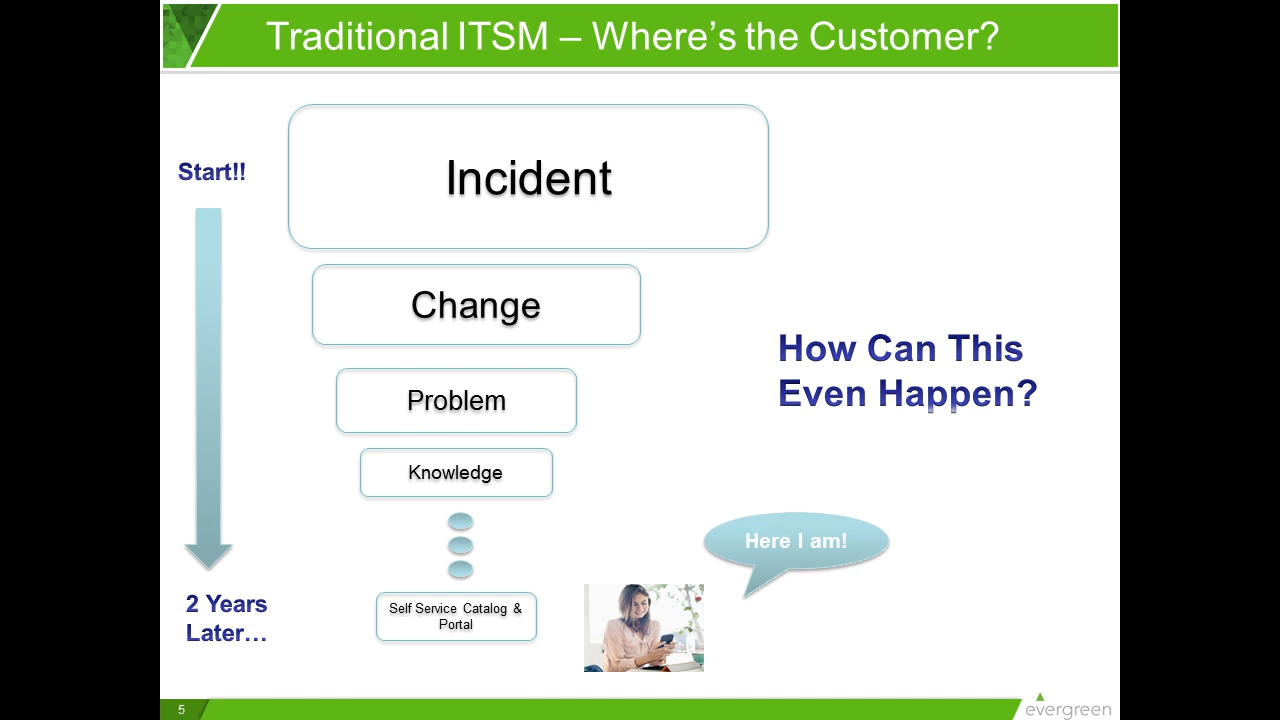 Traditional ITSM – Where’s the Customer?
Start!!
Incident
Change
Problem
Knowledge
How Can This
Even Happen?
Here I am!
2 Years
Later…
Self Service Catalog &
Portal
5
evergreen